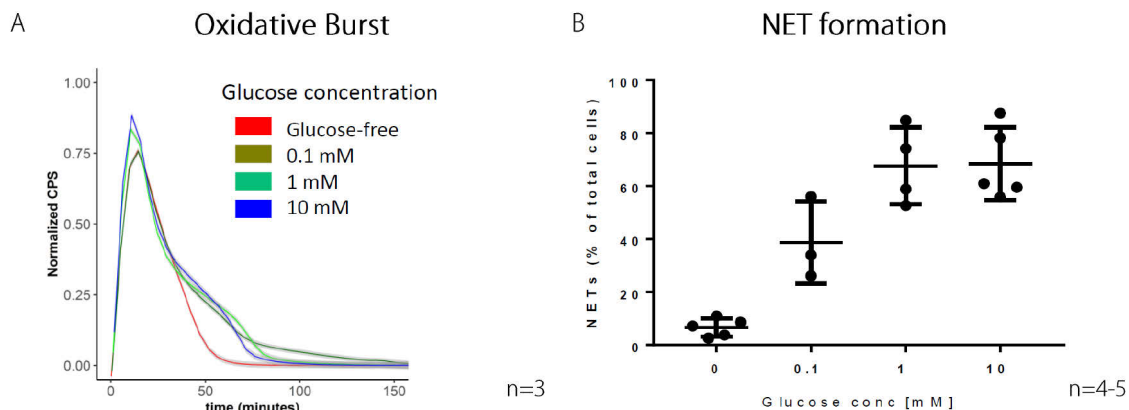 A
Oxidative Burst
1.00
0.75
0.50
0.25
0.00
Normalized CPS
Glucose concentration
Glucose-free
0.1 mM
1 mM
10 mM
0
50
100
150
time (minutes)
n=3
B
NET formation
100
80
60
40
20
0
NETs (% of total cells)
0
0.1
1
10
Glucose conc [mM]
n=4-5